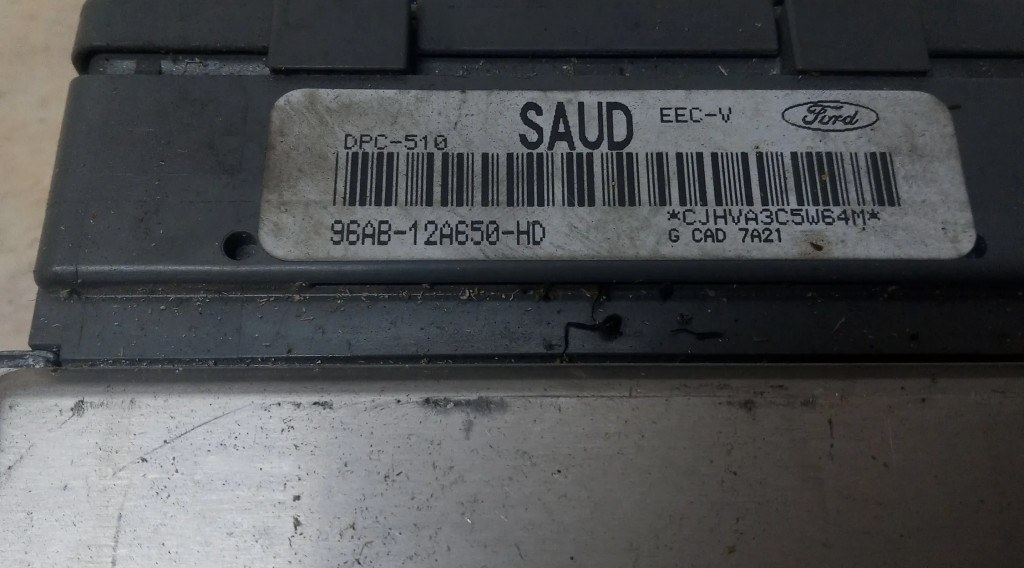 SAUD EEC-V Ford
DPC-510
*CJHVA3C5W64M*
96AB-12A650-HD
G CAD 7A21